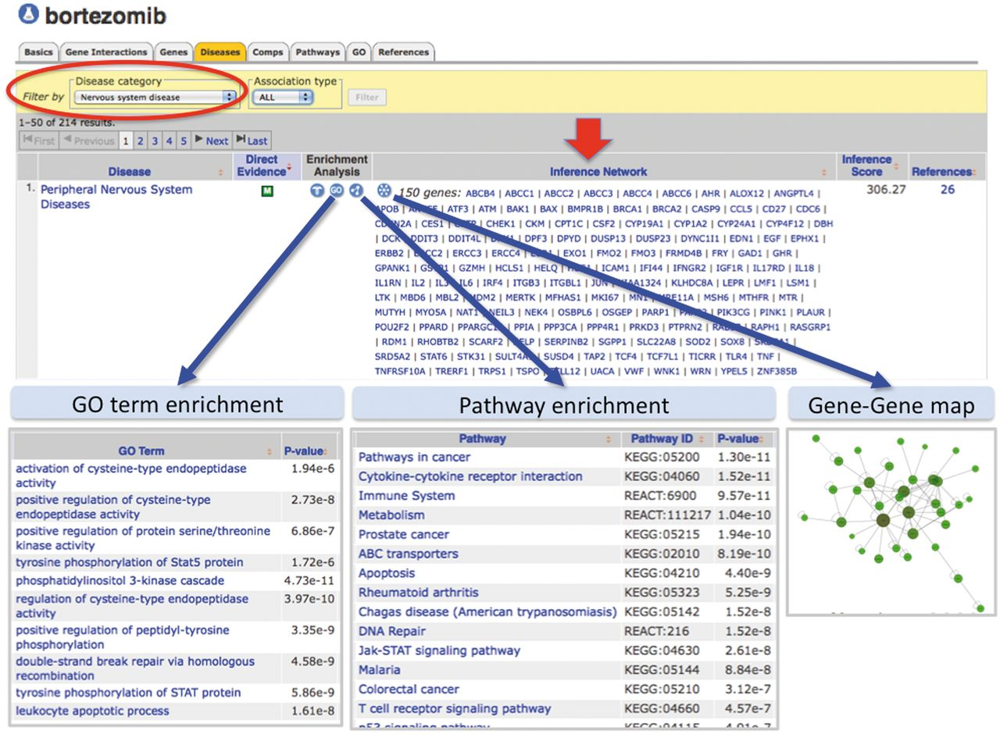 bortezomib
Basics Gene Interactions Genes Diseases Comps Pathways GO References
Disease category Association type
Filter by Nervous system disease ALL Filter
1–50 of 214 results.
First Previous 1 2 3 4 5 Next Last
Disease Direct Evidence Enrichment Analysis Inference Network Inference Score References
1. Peripheral Nervous System Diseases M GO 150 genes: ABCB4 | ABCC1 | ABCC2 | ABCC3 | ABCC4 | ABCC6 | AHR | ALOX12 | ANGPTL4 | 306.27 26
APOB | ATF3 | ATM | BAK1 | BAX | BMPR1B | BRCA1 | BRCA2 | CASP9 | CCL5 | CD27 | CDC6 |
CDKN2A | CES1 | CHEK1 | CKM | CPT1C | CSF2 | CYP19A1 | CYP1A2 | CYP24A1 | CYP4F12 | DBH
| DCK | DDIT3 | DDIT4L | DPF3 | DPYD | DUSP13 | DUSP23 | DYNC1I1 | EDN1 | EGF | EPHX1 |
ERBB2 | ERCC2 | ERCC3 | ERCC4 | EXO1 | FMO2 | FMO3 | FRMD4B | FRY | GAD1 | GHR |
GPANK1 | GSTP1 | GZMH | HCLS1 | HELQ | ICAM1 | IFI44 | IFNGR2 | IGF1R | IL17RD | IL18 |
IL1RN | IL2 | IL6 | IRF4 | ITGB3 | ITGBL1 | JUN | KIAA1324 | KLHDC8A | LEPR | LMF1 | LSM1 |
LTK | MBD6 | MBL2 | MDM2 | MERTK | MFHAS1 | MKI67 | MN1 | MRE11A | MSH6 | MTHFR | MTR |
MUTYH | MYO5A | NAT1 | NEIL3 | NEK4 | OSBPL6 | OSGEP | PARP1 | PIK3CG | PINK1 | PLAUR |
POU2F2 | PPARD | PPIA | PPP3CA | PPP4R1 | PRKD3 | PTPRN2 | RAPH1 | RASGRP1
| RDM1 | RHOBTB2 | SCARF2 | SELP | SERPINB2 | SGPP1 | SLC22A8 | SOD2 | SOX8 |
SRD5A2 | STAT6 | STK31 | SUSD4 | TAP2 | TCF4 | TCF7L1 | TICRR | TLR4 | TNF |
TNFRSF10A | TRERF1 | TRPS1 | TSPO | UACA | VWF | WNK1 | WRN | YPEL5 | ZNF385B
GO term enrichment
GO Term P-value
activation of cysteine-type endopeptidase 1.94e-6
activity
positive regulation of cysteine-type 2.73e-8
endopeptidase activity
positive regulation of protein serine/threonine 6.86e-7
kinase activity
tyrosine phosphorylation of Stat5 protein 1.72e-6
phosphatidylinositol 3-kinase cascade 4.73e-11
regulation of cysteine-type endopeptidase 3.97e-10
activity
positive regulation of peptidyl-tyrosine 3.35e-9
phosphorylation
double-strand break repair via homologous 4.58e-9
recombination
tyrosine phosphorylation of STAT protein 5.86e-9
leukocyte apoptotic process 1.61e-8
Pathway enrichment
Pathway Pathway ID P-value
Pathways in cancer KEGG:05200 1.30e-11
Cytokine-cytokine receptor interaction KEGG:04060 1.52e-11
Immune System REACT:6900 9.57e-11
Metabolism REACT:111217 1.04e-10
Prostate cancer KEGG:05215 1.94e-10
ABC transporters KEGG:02010 8.19e-10
Apoptosis KEGG:04210 4.40e-9
Rheumatoid arthritis KEGG:05323 5.25e-9
Chagas disease (American trypanosomiasis) KEGG:05142 1.52e-8
DNA Repair REACT:216 1.52e-8
Jak-STAT signaling pathway KEGG:04630 2.61e-8
Malaria KEGG:05144 8.84e-8
Colorectal cancer KEGG:05210 3.12e-7
T cell receptor signaling pathway KEGG:04660 4.57e-7
p53 signaling pathway KEGG:04115 4.91e-7
Gene-Gene map